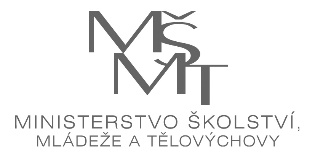 MŠ
MT
MINISTERSTVO ŠKOLSTVÍ,
MLÁDEŽE A TĚLOVÝCHOVY